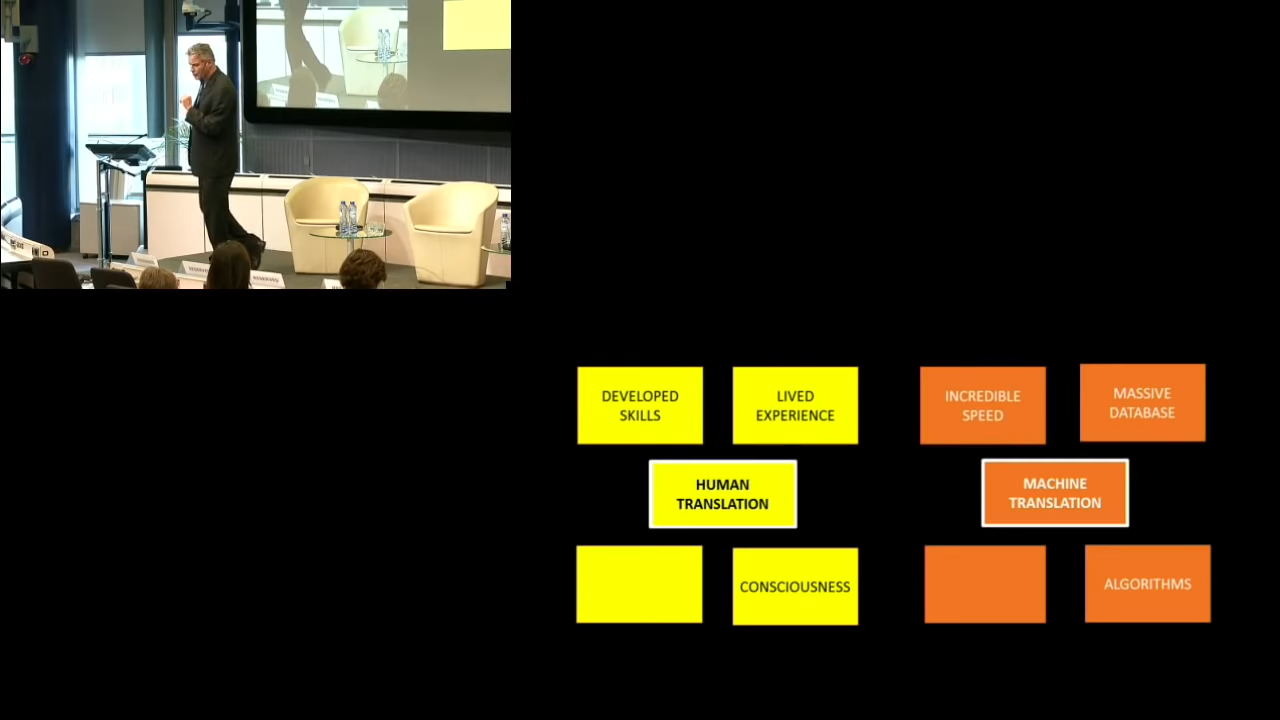 DEVELOPED
SKILLS
LIVED
EXPERIENCE
INCREDIBLE
SPEED
MASSIVE
DATABASE
HUMAN
TRANSLATION
MACHINE
TRANSLATION
CONSCIOUSNESS
ALGORITHMS